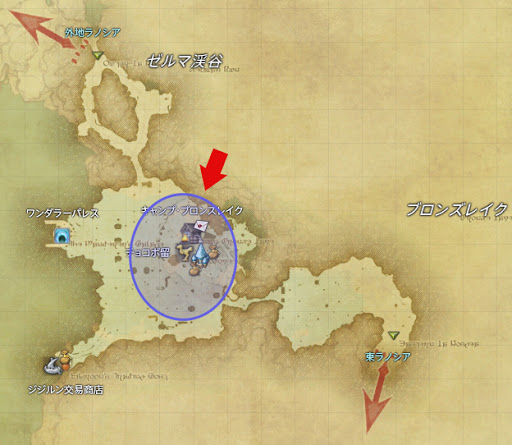 外地ラノシア
ゼルマ渓谷
キャンプ・ブロンズレイク
ワンダラーパレス
ブロンズレイク
チョコボ留
東ラノシア
ジジルン交易商店